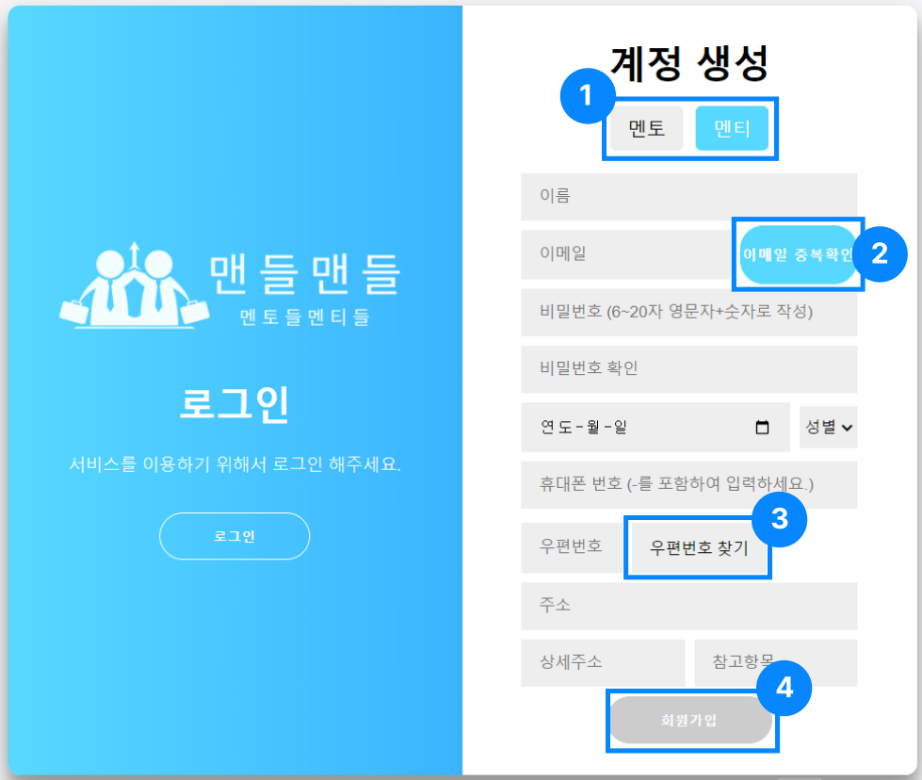 맨들맨들
멘토들멘티들
로그인
서비스를 이용하기 위해서 로그인 해주세요.
로그인
계정 생성
1
멘토 멘티
이름
이메일 이메일 중복확인 2
비밀번호 (6~20자 영문자+숫자로 작성)
비밀번호 확인
연도-월-일 성별
휴대폰 번호 (-를 포함하여 입력하세요.)
3
우편번호 우편번호 찾기
주소
상세주소 참고항목
4
회원가입